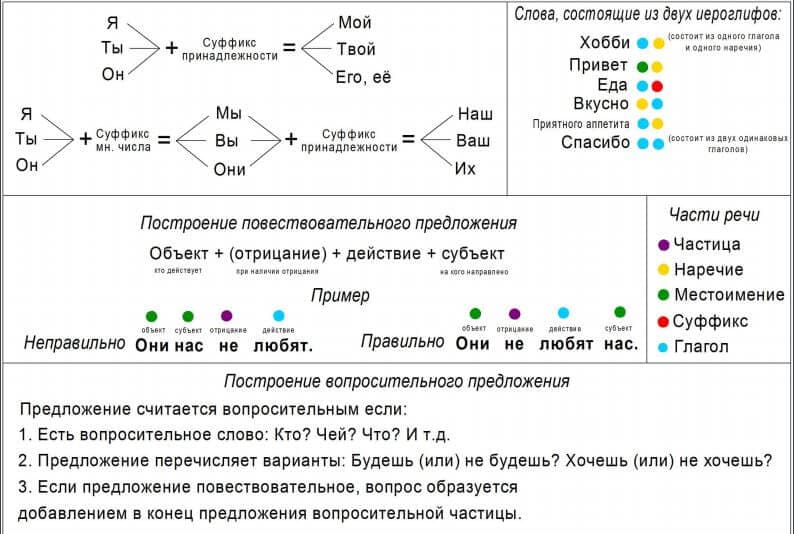 Я
Ты
Он
+
Суффикс
принадлежности
=
Мой
Твой
Его, её
Я
Ты
Он
+
Суффикс
мн. числа
=
Мы
Вы
Они
+
Суффикс
принадлежности
=
Наш
Ваш
Их
Слова, состоящие из двух иероглифов:
Хобби (состоит из одного глагола
и одного наречия)
Привет
Еда
Вкусно
Приятного аппетита
Спасибо (состоит из двух одинаковых
глаголов)
Построение повествовательного предложения
Объект + (отрицание) + действие + субъект
кто действует при наличии отрицания на кого направлено
Пример
объект субъект отрицание действие
Неправильно Они нас не любят.
объект отрицание действие субъект
Правильно Они не любят нас.
Части речи
Частица
Наречие
Местоимение
Суффикс
Глагол
Построение вопросительного предложения
Предложение считается вопросительным если:
1. Есть вопросительное слово: Кто? Чей? Что? И т.д.
2. Предложение перечисляет варианты: Будешь (или) не будешь? Хочешь (или) не хочешь?
3. Если предложение повествовательное, вопрос образуется
добавлением в конец предложения вопросительной частицы.